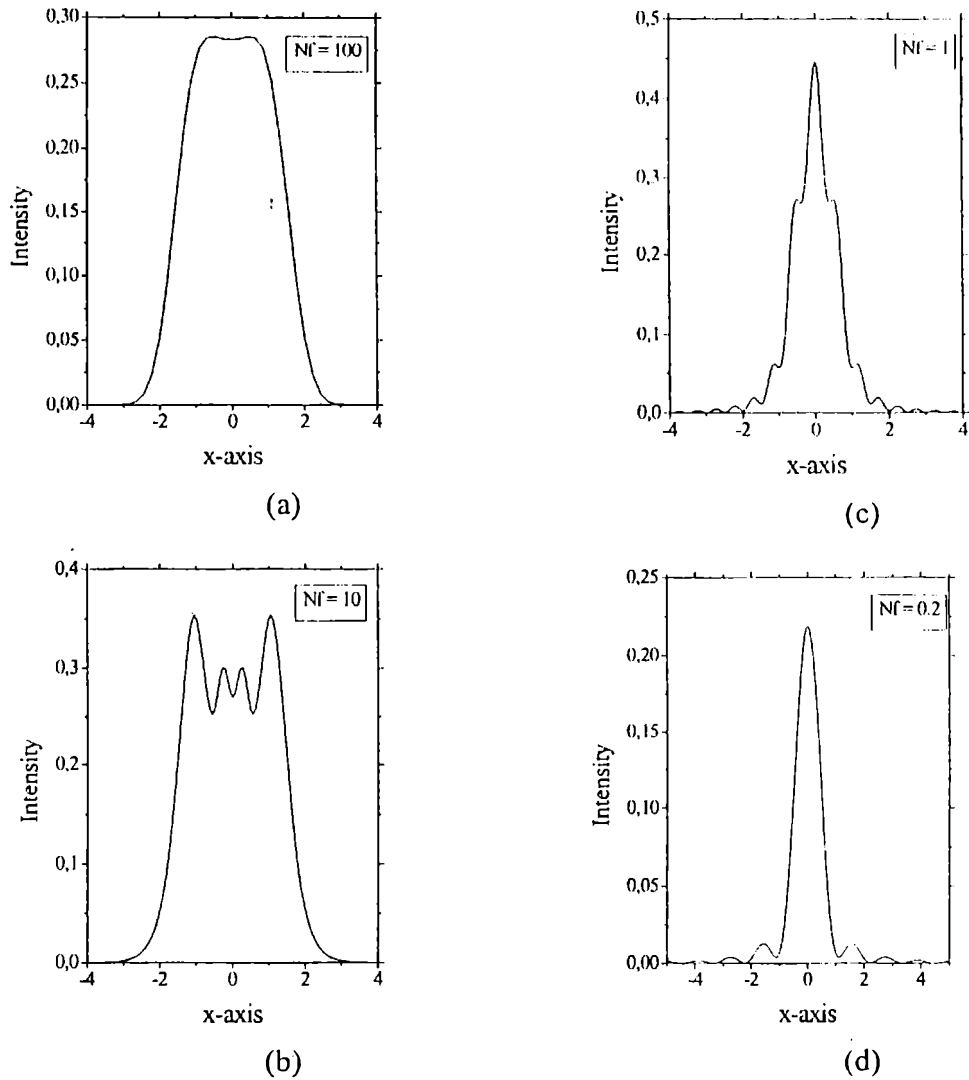 0,30
0,25
0,20
0,15
0,10
0,05
0,00
Intensity
Nf = 100
-4 -2 0 2 4
x-axis
(a)
0,4
0,3
0,2
0,1
0,0
Intensity
Nf = 10
-4 -2 0 2 4
x-axis
(b)
0,5
0,4
0,3
0,2
0,1
0,0
Intensity
Nf = 1
-4 -2 0 2 4
x-axis
(c)
0,25
0,20
0,15
0,10
0,05
0,00
Intensity
Nf = 0.2
-4 -2 0 2 4
x-axis
(d)